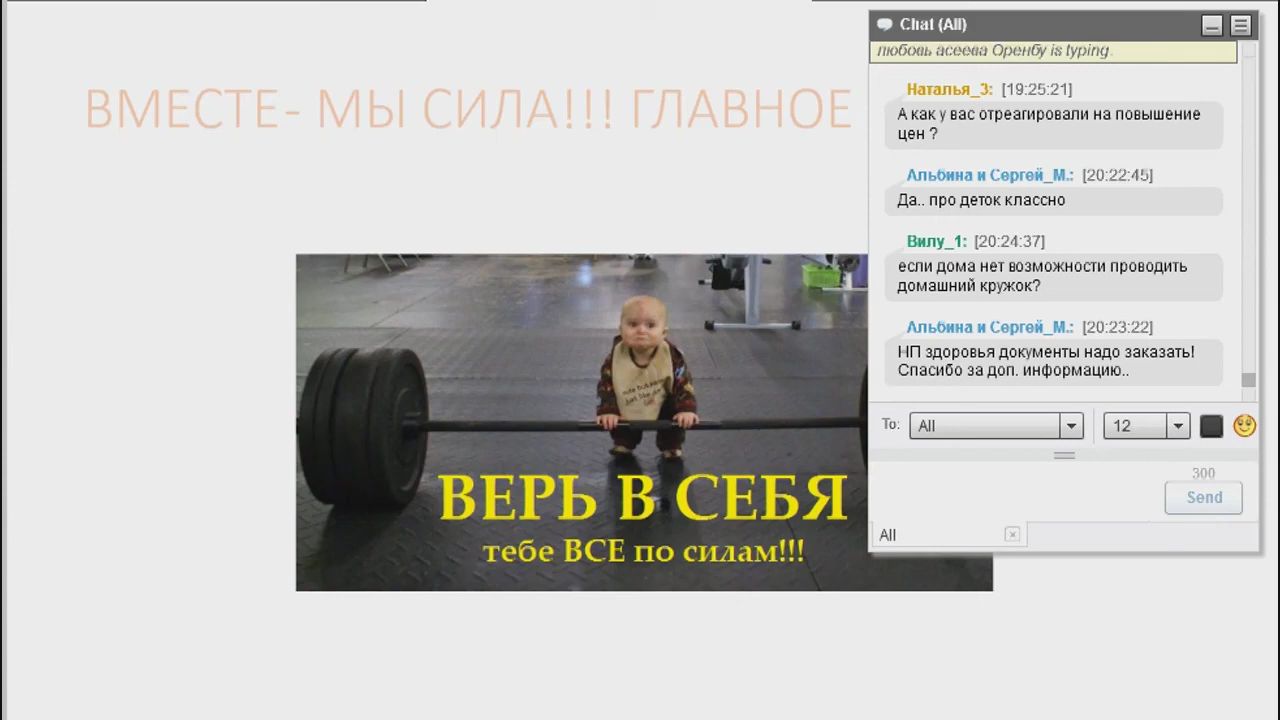 ВМЕСТЕ- МЫ СИЛА!!! ГЛАВНОЕ
ВЕРЬ В СЕБЯ
тебе ВСЕ по силам!!!
Chat (All)
любовь асеева Оренбу is typing.
Наталья_3: [19:25:21]
А как у вас отреагировали на повышение
цен ?
Альбина и Сергей_М.: [20:22:45]
Да.. про деток классно
Вилу_1: [20:24:37]
если дома нет возможности проводить
домашний кружок?
Альбина и Сергей_М.: [20:23:22]
НП здоровья документы надо заказать!
Спасибо за доп. информацию..
To: All 12
300
Send
All